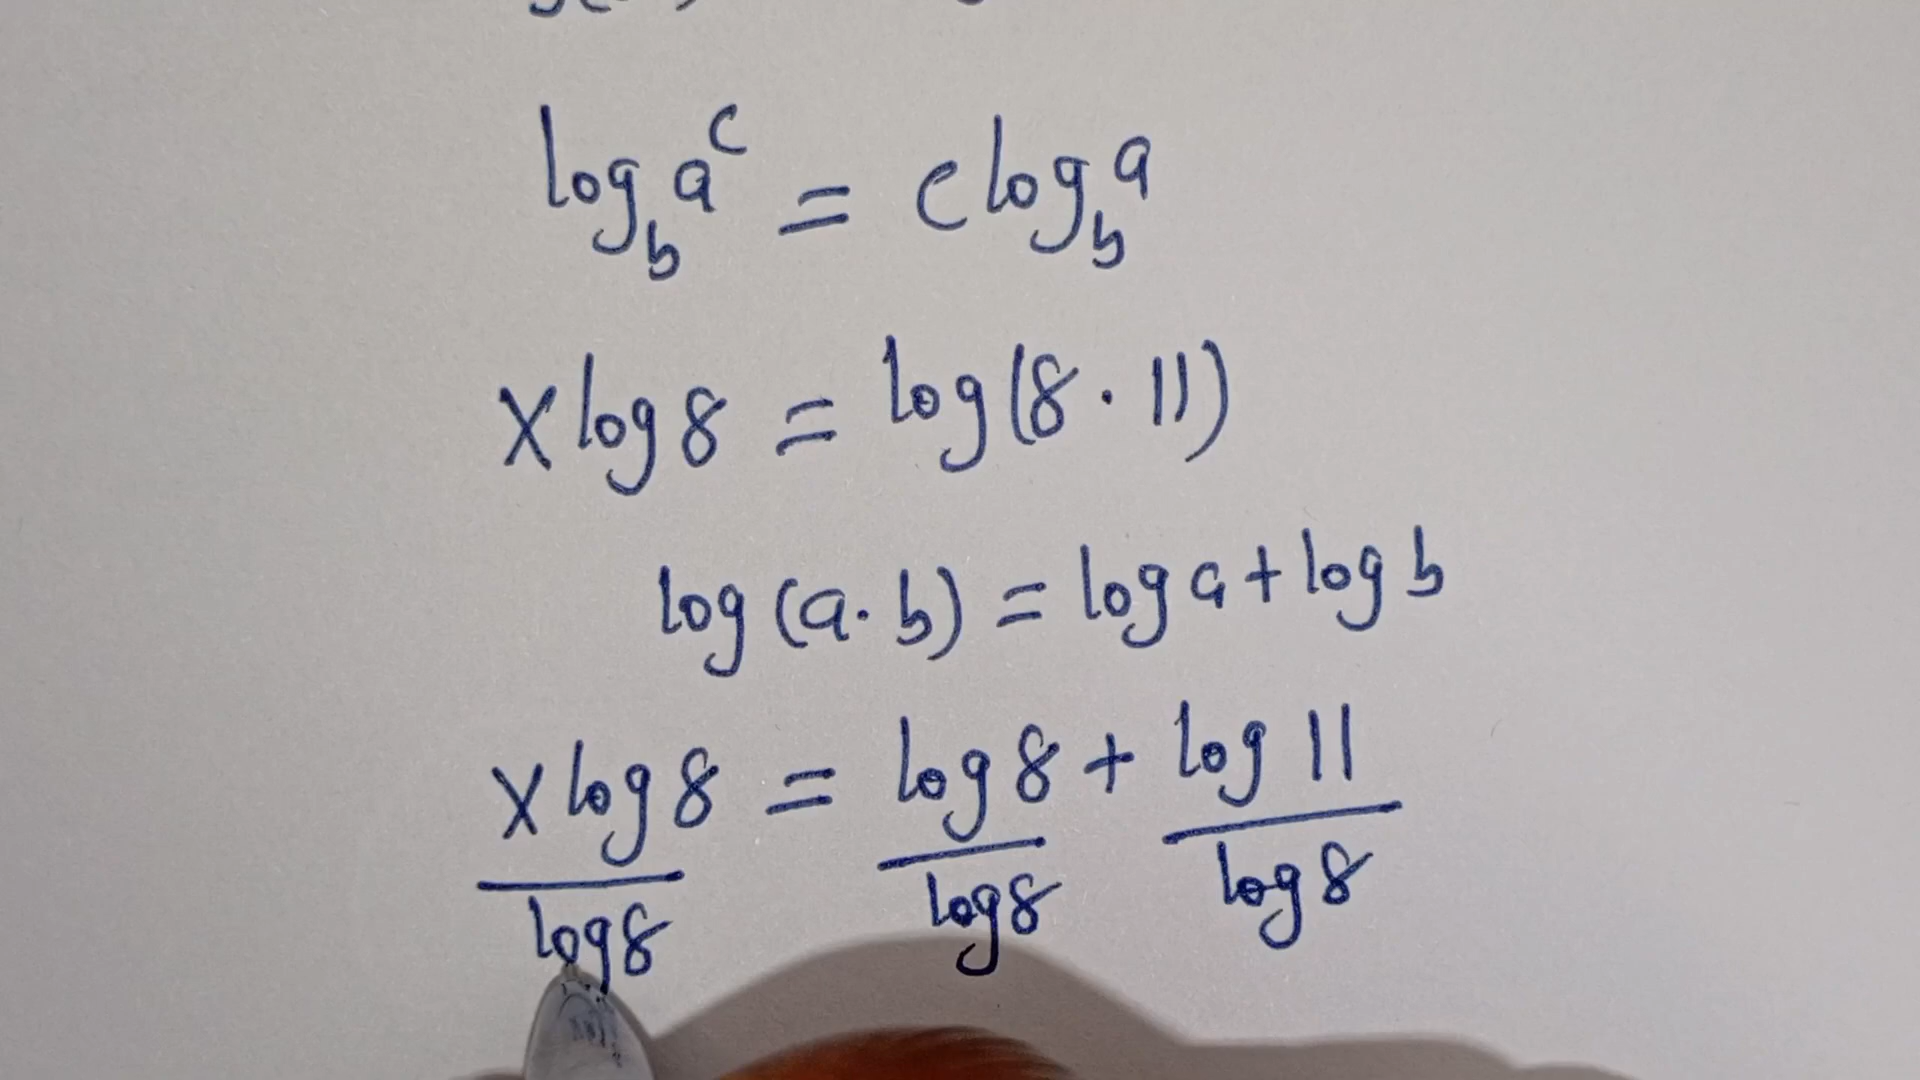 log_b a^c = c log_b a
x log 8 = log(8 · 11)
log (a · b) = log a + log b
x log 8 = log 8 + log 11
log 8 log 8 log 8